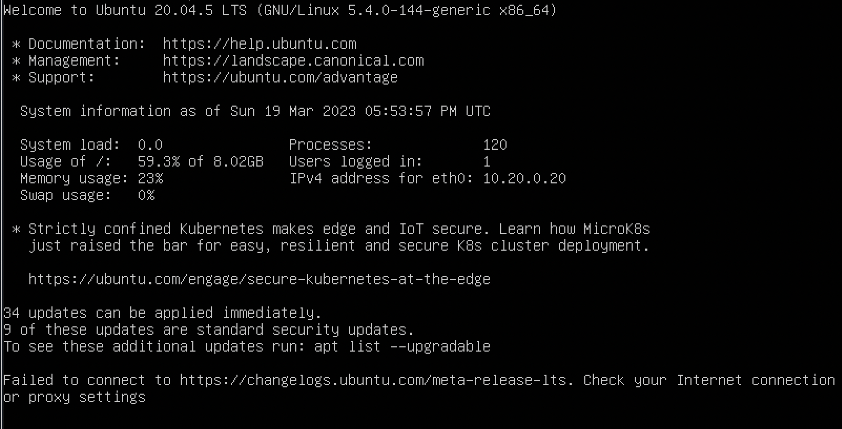 Welcome to Ubuntu 20.04.5 LTS (GNU/Linux 5.4.0-144-generic x86_64)
* Documentation:  https://help.ubuntu.com
* Management:     https://landscape.canonical.com
* Support:        https://ubuntu.com/advantage
System information as of Sun 19 Mar 2023 05:53:57 PM UTC
System load:  0.0               Processes:             120
Usage of /:   59.3% of 8.02GB   Users logged in:       1
Memory usage: 23%               IPv4 address for eth0: 10.20.0.20
Swap usage:   0%
* Strictly confined Kubernetes makes edge and IoT secure. Learn how MicroK8s
just raised the bar for easy, resilient and secure K8s cluster deployment.
https://ubuntu.com/engage/secure-kubernetes-at-the-edge
34 updates can be applied immediately.
9 of these updates are standard security updates.
To see these additional updates run: apt list --upgradable
Failed to connect to https://changelogs.ubuntu.com/meta-release-lts. Check your Internet connection
or proxy settings